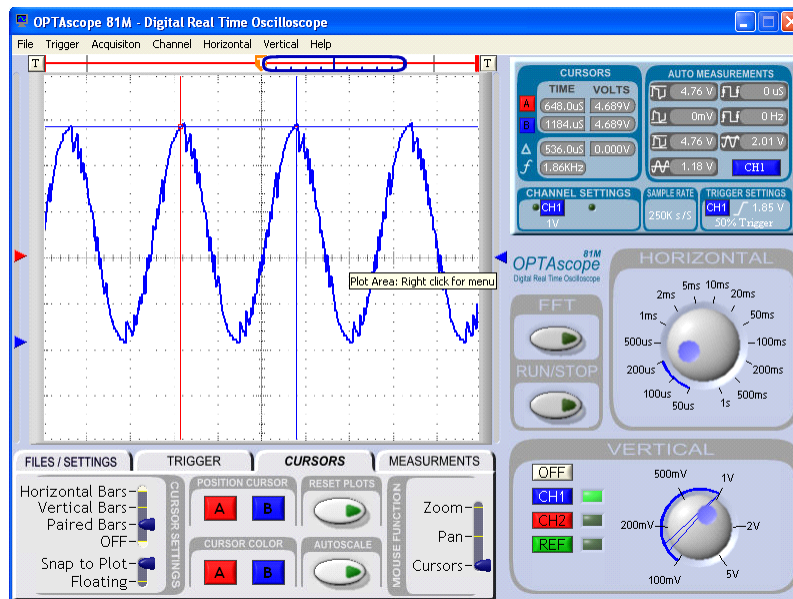 OPTAscope 81M - Digital Real Time Oscilloscope
File Trigger Acquisiton Channel Horizontal Vertical Help
T T
Plot Area: Right click for menu
CURSORS
TIME VOLTS
A 648.0uS 4.689V
B 1184.uS 4.689V
Δ 536.0uS 0.000V
f 1.86KHz
AUTO MEASUREMENTS
4.76 V 0 uS
0mV 0 Hz
4.76 V 2.01 V
1.18 V CH1
CHANNEL SETTINGS
CH1
1V
SAMPLE RATE
250K s/S
TRIGGER SETTINGS
CH1 1.85 V
50% Trigger
OPTAscope 81M
Digital Real Time Oscilloscope
FFT
RUN/STOP
HORIZONTAL
5ms 10ms
2ms 20ms
1ms 50ms
500us 100ms
200us 200ms
100us 500ms
50us 1s
VERTICAL
OFF
CH1
CH2
REF
500mV 1V
200mV 2V
100mV 5V
FILES / SETTINGS TRIGGER CURSORS MEASURMENTS
Horizontal Bars
Vertical Bars
Paired Bars
OFF
Snap to Plot
Floating
CURSOR SETTINGS
POSITION CURSOR
A B
CURSOR COLOR
A B
RESET PLOTS
AUTOSCALE
MOUSE FUNCTION
Zoom
Pan
Cursors